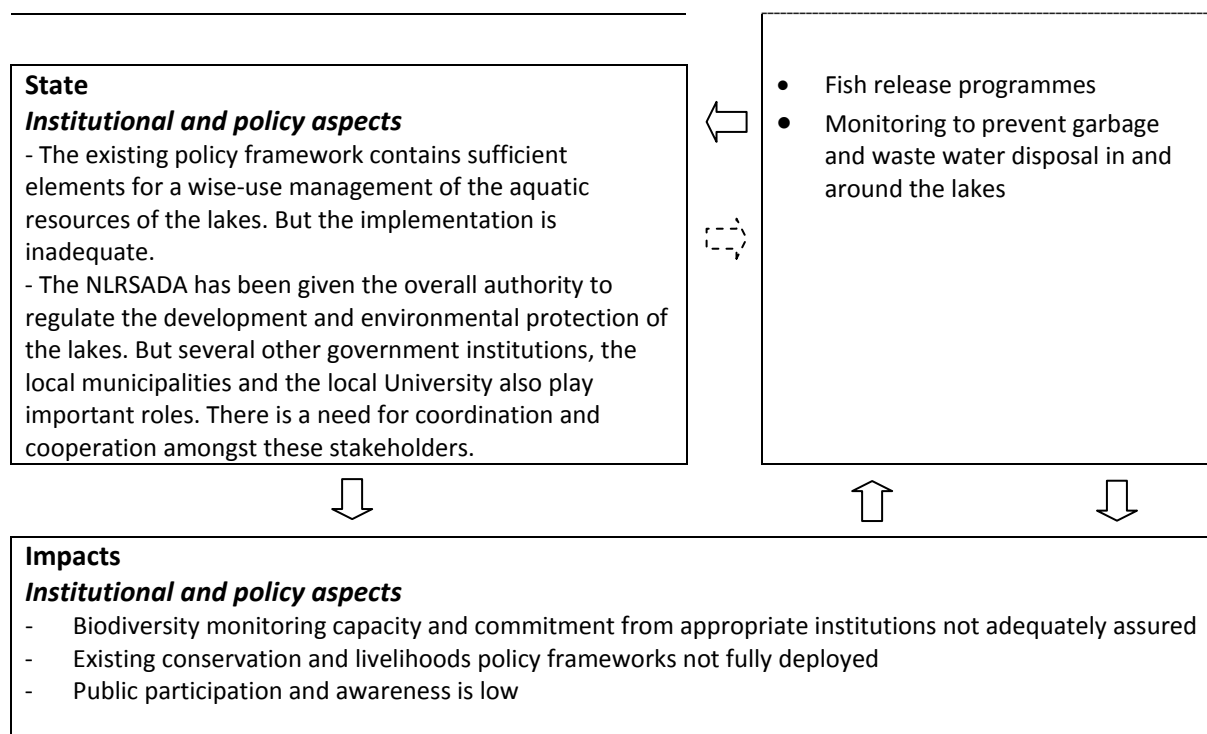 State
Institutional and policy aspects
- The existing policy framework contains sufficient
elements for a wise-use management of the aquatic
resources of the lakes. But the implementation is
inadequate.
- The NLRSADA has been given the overall authority to
regulate the development and environmental protection of
the lakes. But several other government institutions, the
local municipalities and the local University also play
important roles. There is a need for coordination and
cooperation amongst these stakeholders.
• Fish release programmes
• Monitoring to prevent garbage
and waste water disposal in and
around the lakes
Impacts
Institutional and policy aspects
- Biodiversity monitoring capacity and commitment from appropriate institutions not adequately assured
- Existing conservation and livelihoods policy frameworks not fully deployed
- Public participation and awareness is low